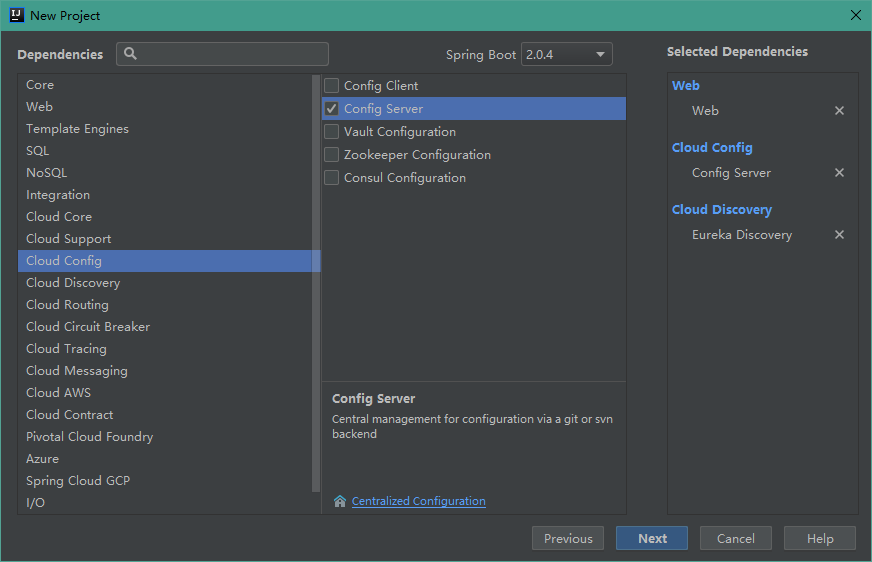 New Project
Dependencies
Spring Boot 2.0.4
Core
Web
Template Engines
SQL
NoSQL
Integration
Cloud Core
Cloud Support
Cloud Config
Cloud Discovery
Cloud Routing
Cloud Circuit Breaker
Cloud Tracing
Cloud Messaging
Cloud AWS
Cloud Contract
Pivotal Cloud Foundry
Azure
Spring Cloud GCP
I/O
Config Client
Config Server
Vault Configuration
Zookeeper Configuration
Consul Configuration
Config Server
Central management for configuration via a git or svn
backend
Centralized Configuration
Selected Dependencies
Web
Web
Cloud Config
Config Server
Cloud Discovery
Eureka Discovery
Previous
Next
Cancel
Help